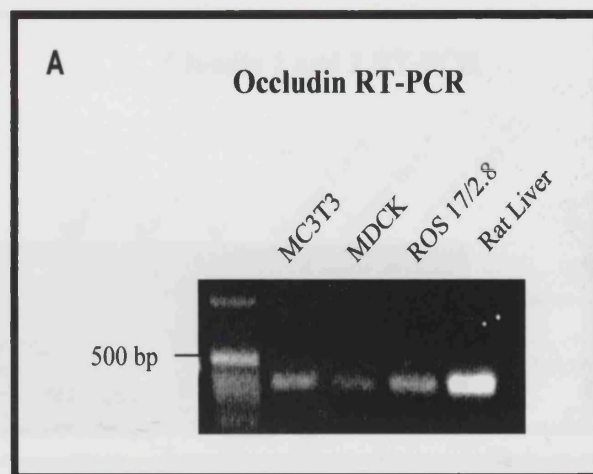 A
Occludin RT-PCR
MC3T3
MDCK
ROS 17/2.8
Rat Liver
500 bp